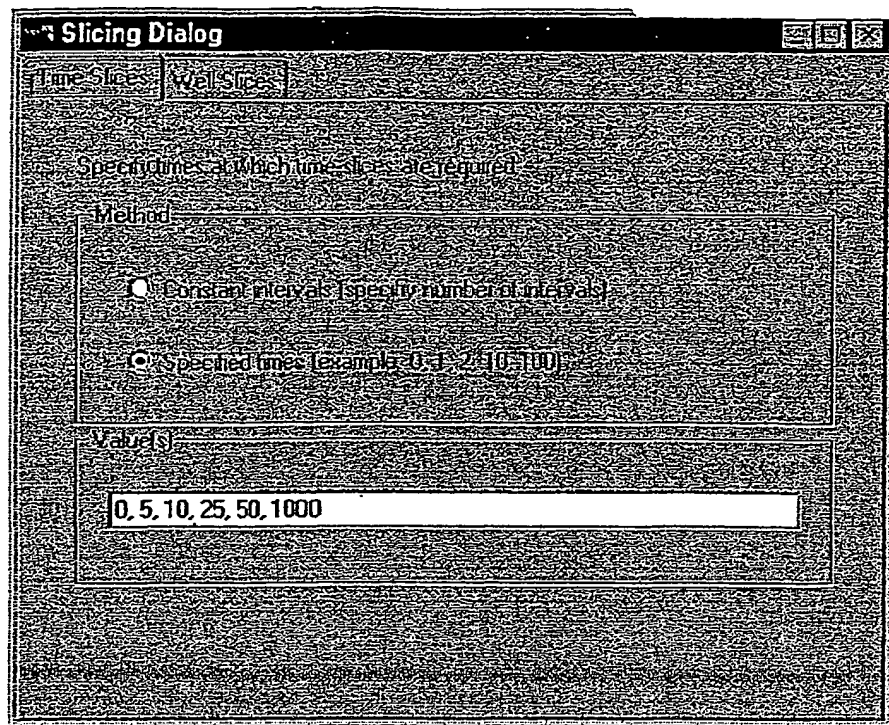 Slicing Dialog
Time Slices Well Slices
Specify times at which time slices are required
Method
Constant intervals (specify number of intervals)
Specified times (example: 0, 1, 2, 10, 100)
Value(s)
0, 5, 10, 25, 50, 1000